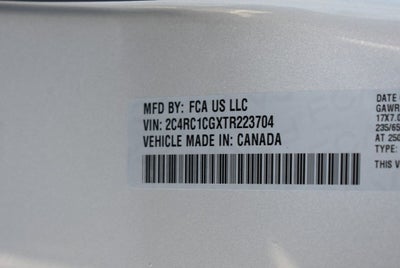 MFD BY: FCA US LLC
VIN: 2C4RC1CGXTR223704
VEHICLE MADE IN: CANADA
DATE
GAWR
17X7.0
235/65
AT 250
TYPE:
THIS V